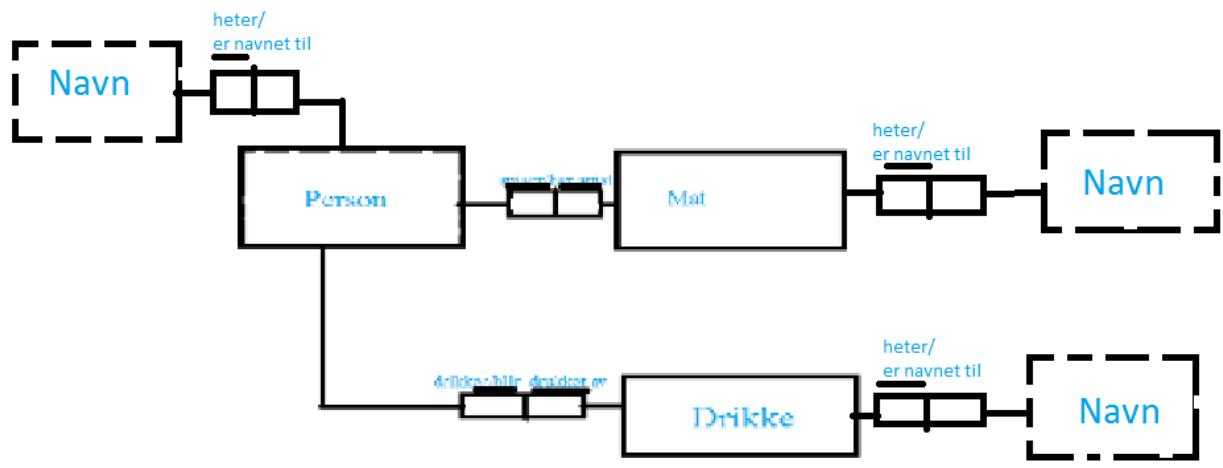 heter/
er navnet til
Navn
heter/
er navnet til
Navn
Person
Mat
heter/
er navnet til
Navn
Drikke